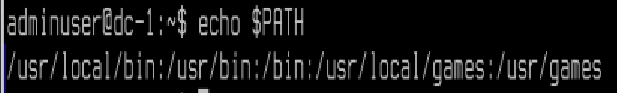 adminuser@dc-1:~$ echo $PATH
/usr/local/bin:/usr/bin:/bin:/usr/local/games:/usr/games